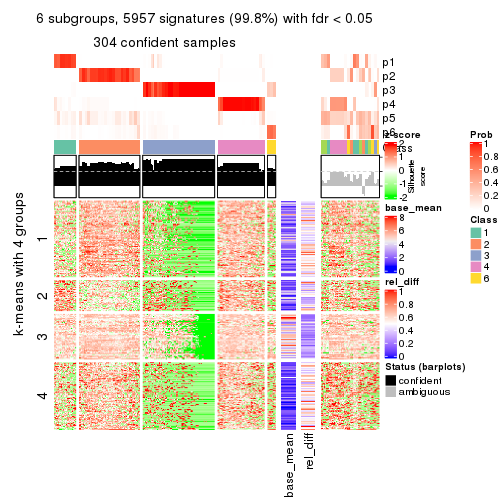 6 subgroups, 5957 signatures (99.8%) with fdr < 0.05
304 confident samples
p1
p2
p3
p4
p5
p6
Class
Silhouette
score
k-means with 4 groups
1
2
3
4
base_mean
rel_diff
z-score
2
1
0
-1
-2
base_mean
8
6
4
2
0
rel_diff
1
0.8
0.6
0.4
0.2
0
Status (barplots)
confident
ambiguous
Prob
1
0.8
0.6
0.4
0.2
0
Class
1
2
3
4
6